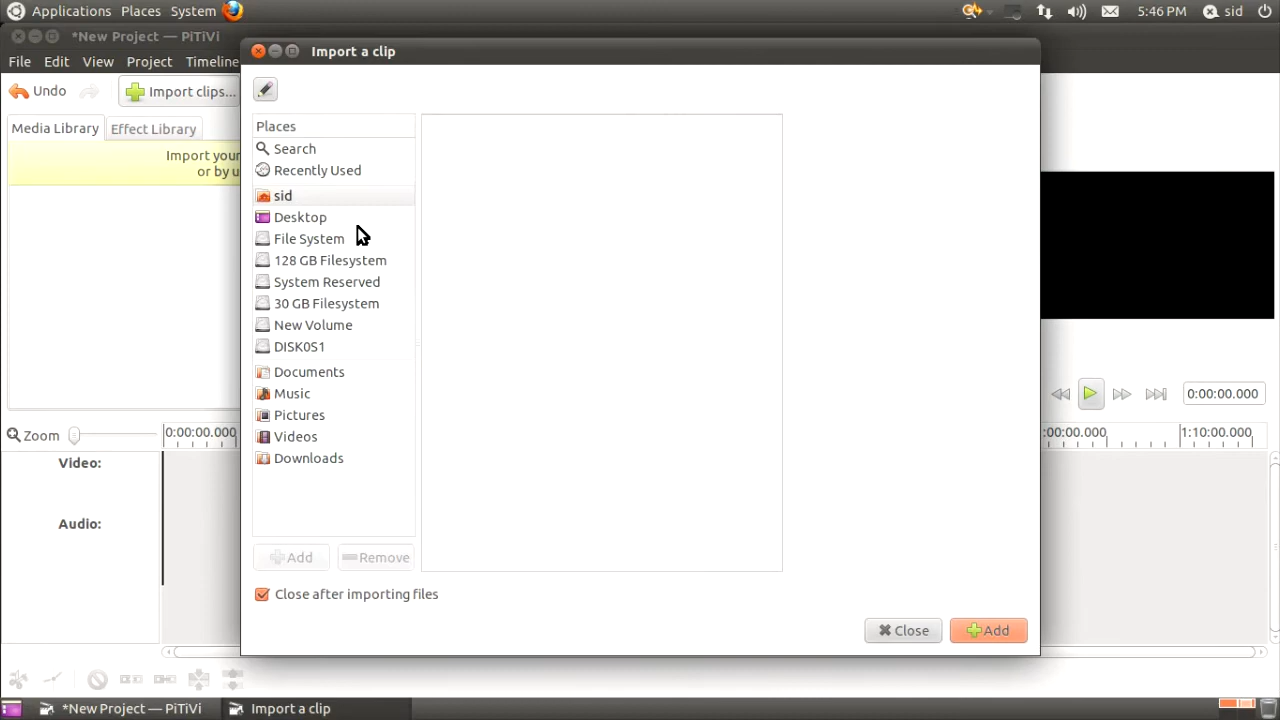 Applications Places System 5:46 PM sid
*New Project — PiTiVi
Import a clip
File Edit View Project Timeline
Undo Import clips...
Media Library Effect Library
Import your
or by u
Places
Search
Recently Used
sid
Desktop
File System
128 GB Filesystem
System Reserved
30 GB Filesystem
New Volume
DISK0S1
Documents
Music
Pictures
Videos
Downloads
0:00:00.000
Zoom 0:00:00.000 :00:00.000 1:10:00.000
Video:
Audio:
Add Remove
Close after importing files
Close Add
*New Project — PiTiVi Import a clip